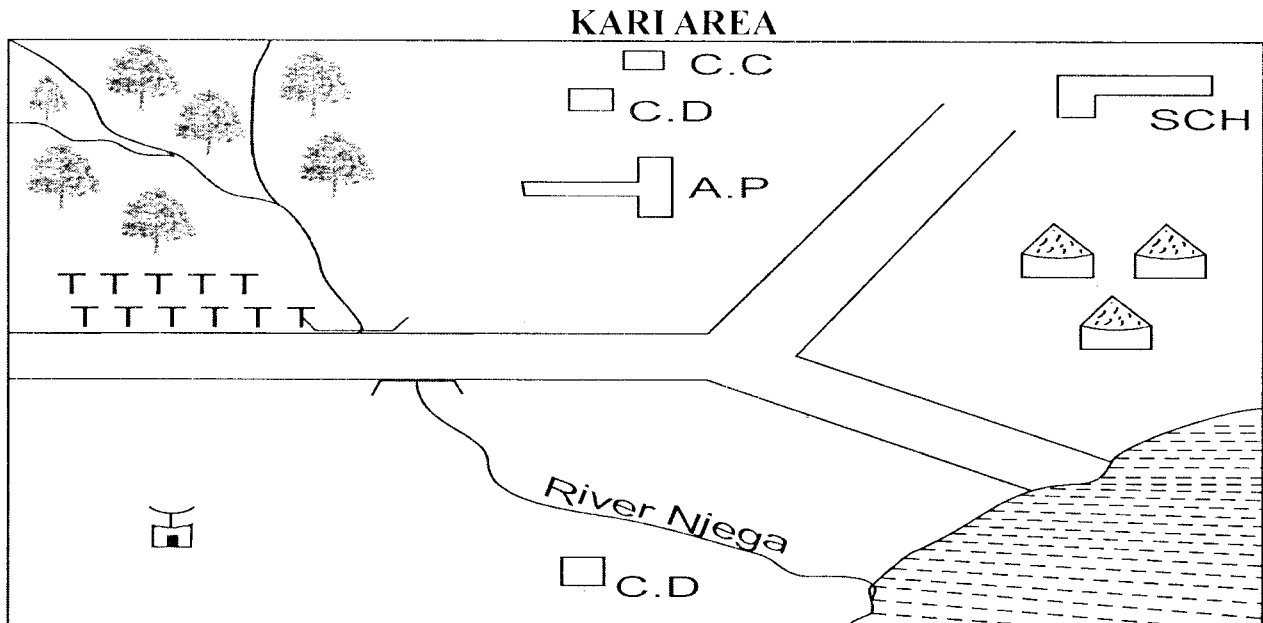 KARI AREA
C.C
C.D
SCH
A.P
T T T T T
T T T T T T
River Njega
C.D